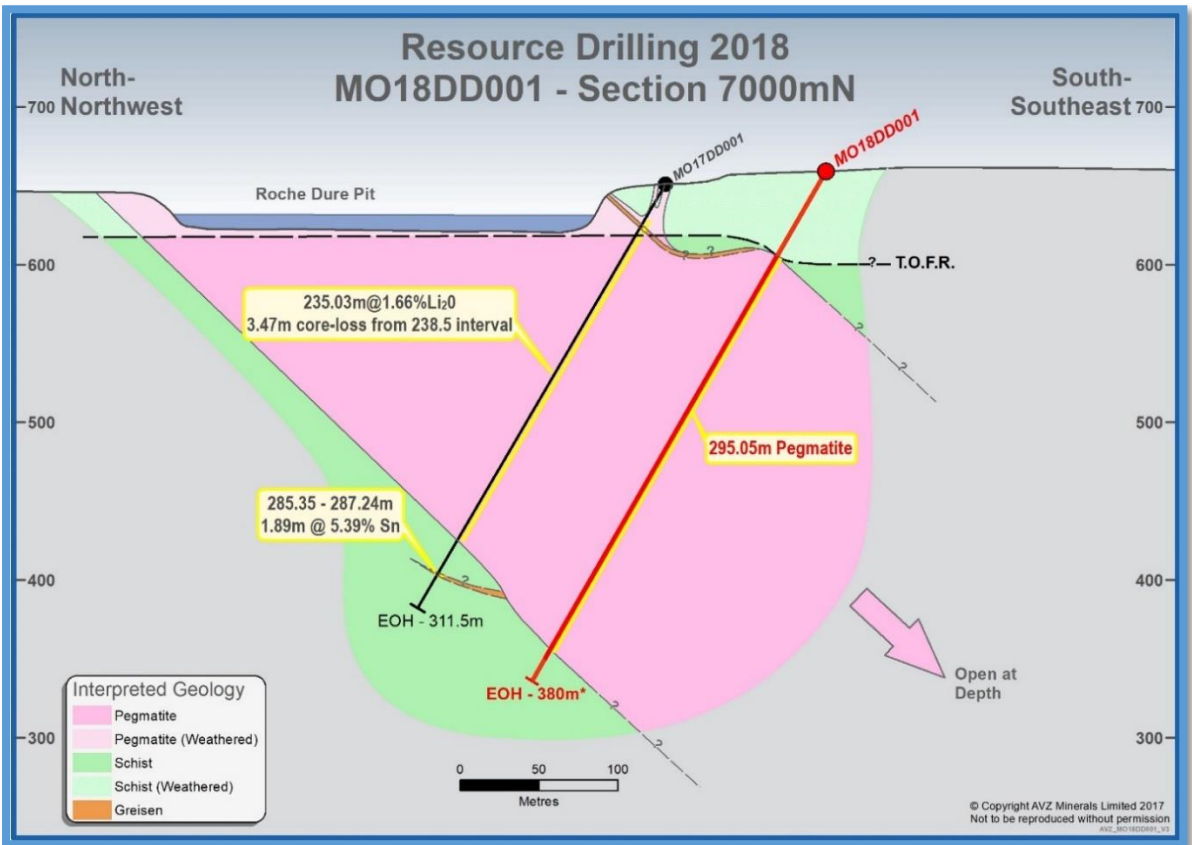 Resource Drilling 2018
MO18DD001 - Section 7000mN
North-
Northwest
South-
Southeast
700
700
MO17DD001
MO18DD001
Roche Dure Pit
600
600
? T.O.F.R.
? ?
?
?
235.03m@1.66%Li₂0
3.47m core-loss from 238.5 interval
500
500
295.05m Pegmatite
285.35 - 287.24m
1.89m @ 5.39% Sn
400
400
?
EOH - 311.5m
EOH - 380m*
Open at
Depth
?
?
300
300
Interpreted Geology
Pegmatite
Pegmatite (Weathered)
Schist
Schist (Weathered)
Greisen
0 50 100
Metres
© Copyright AVZ Minerals Limited 2017
Not to be reproduced without permission
AVZ_MO18DD001_V3